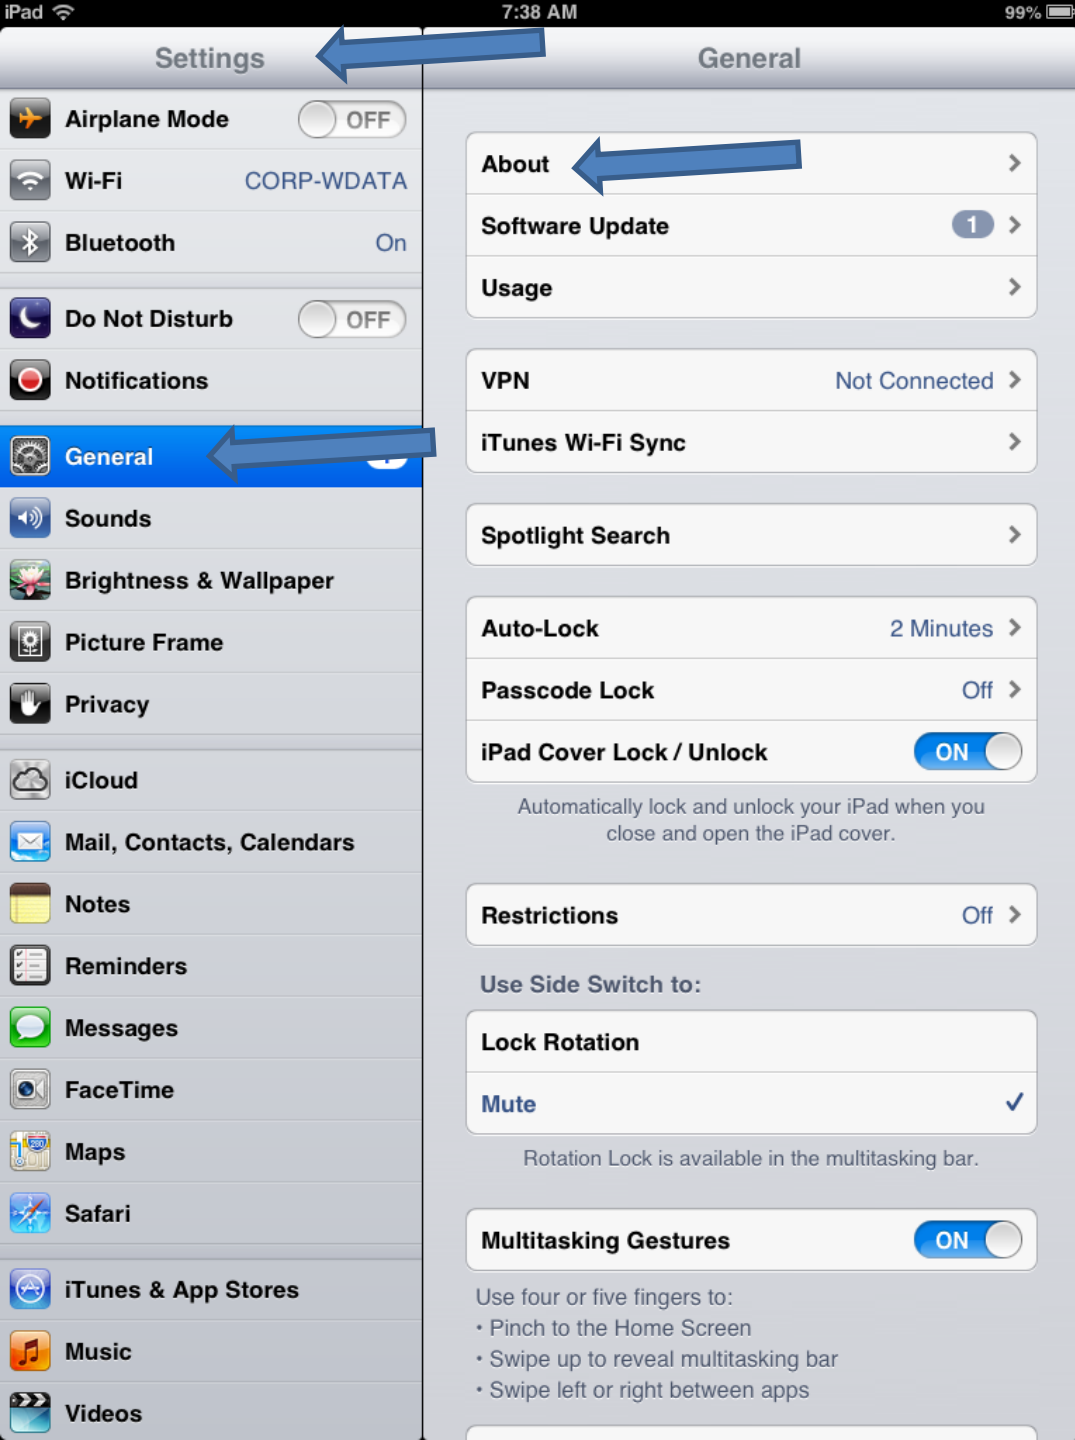 iPad
7:38 AM
99%
Settings
General
Airplane Mode OFF
Wi-Fi CORP-WDATA
Bluetooth On
Do Not Disturb OFF
Notifications
General
Sounds
Brightness & Wallpaper
Picture Frame
Privacy
iCloud
Mail, Contacts, Calendars
Notes
Reminders
Messages
FaceTime
Maps
Safari
iTunes & App Stores
Music
Videos
About
Software Update 1
Usage
VPN Not Connected
iTunes Wi-Fi Sync
Spotlight Search
Auto-Lock 2 Minutes
Passcode Lock Off
iPad Cover Lock / Unlock ON
Automatically lock and unlock your iPad when you
close and open the iPad cover.
Restrictions Off
Use Side Switch to:
Lock Rotation
Mute
Rotation Lock is available in the multitasking bar.
Multitasking Gestures ON
Use four or five fingers to:
• Pinch to the Home Screen
• Swipe up to reveal multitasking bar
• Swipe left or right between apps